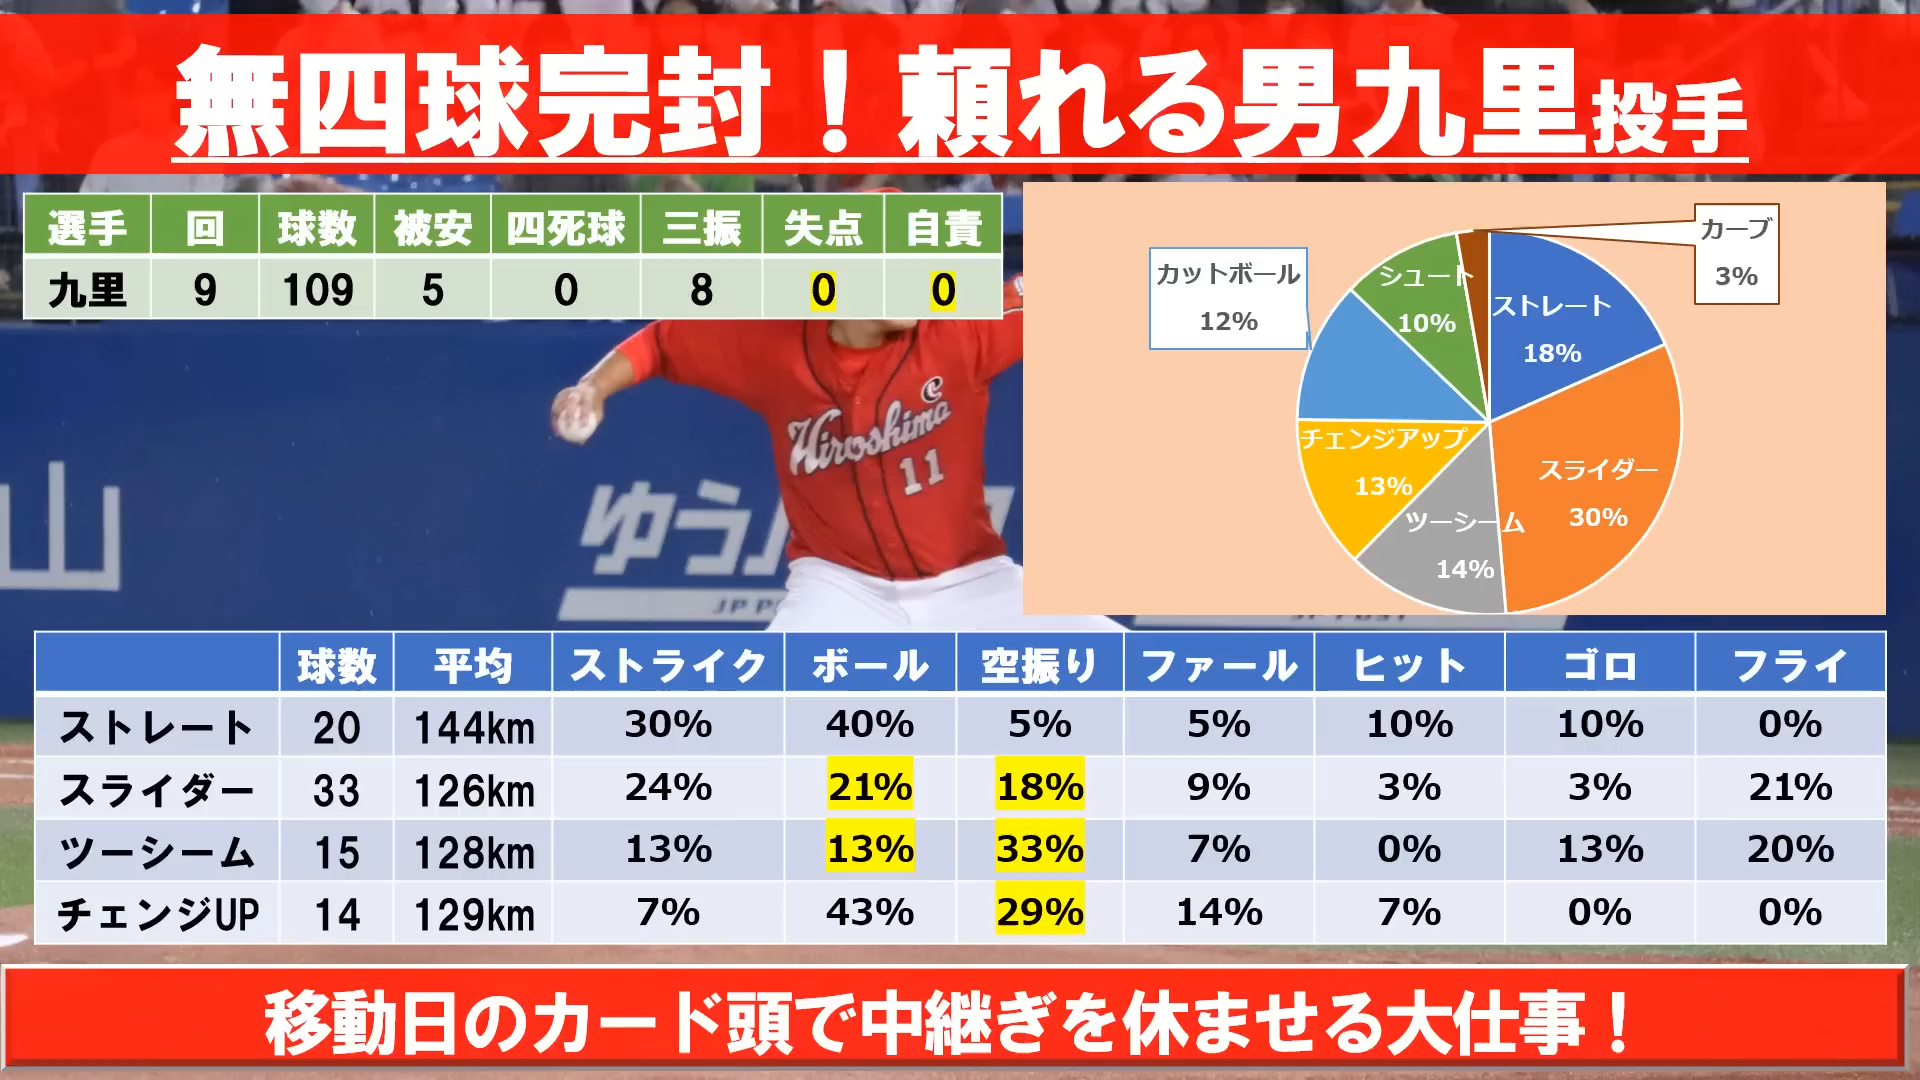 無四球完封！頼れる男九里投手
選手 回 球数 被安 四死球 三振 失点 自責
九里 9 109 5 0 8 0 0
カーブ
3%
カットボール
12%
シュート
10%
ストレート
18%
チェンジアップ
13%
スライダー
30%
ツーシーム
14%
Hiroshima
11
山
ゆう
JP
球数 平均 ストライク ボール 空振り ファール ヒット ゴロ フライ
ストレート 20 144km 30% 40% 5% 5% 10% 10% 0%
スライダー 33 126km 24% 21% 18% 9% 3% 3% 21%
ツーシーム 15 128km 13% 13% 33% 7% 0% 13% 20%
チェンジUP 14 129km 7% 43% 29% 14% 7% 0% 0%
移動日のカード頭で中継ぎを休ませる大仕事！